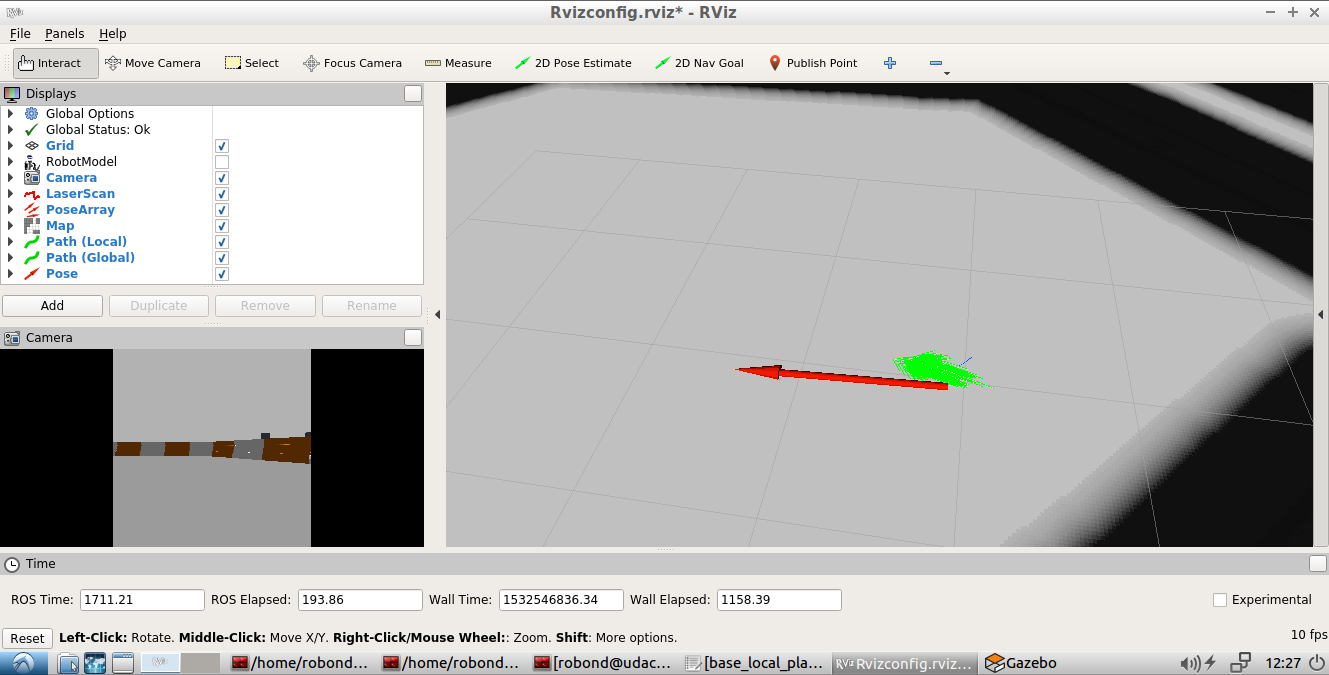 RViz
Rvizconfig.rviz* - RViz
File Panels Help
Interact Move Camera Select Focus Camera Measure 2D Pose Estimate 2D Nav Goal Publish Point
Displays
Global Options
Global Status: Ok
Grid
RobotModel
Camera
LaserScan
PoseArray
Map
Path (Local)
Path (Global)
Pose
Add Duplicate Remove Rename
Camera
Time
ROS Time: 1711.21 ROS Elapsed: 193.86 Wall Time: 1532546836.34 Wall Elapsed: 1158.39 Experimental
Reset Left-Click: Rotate. Middle-Click: Move X/Y. Right-Click/Mouse Wheel:: Zoom. Shift: More options. 10 fps
/home/robond... /home/robond... [robond@udac... [base_local_pla... RViz Rvizconfig.rviz... Gazebo 12:27